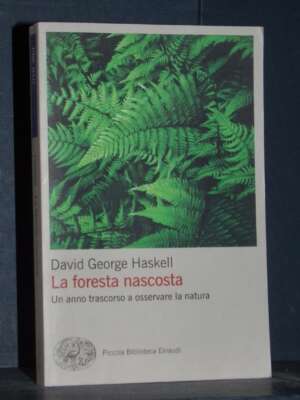 David George Haskell
La foresta nascosta
Un anno trascorso a osservare la natura
Piccola Biblioteca Einaudi